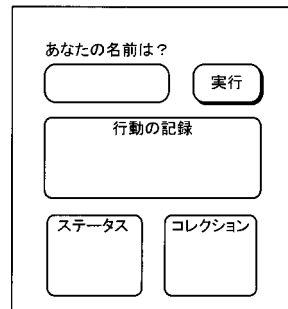 あなたの名前は？
実行
行動の記録
ステータス
コレクション